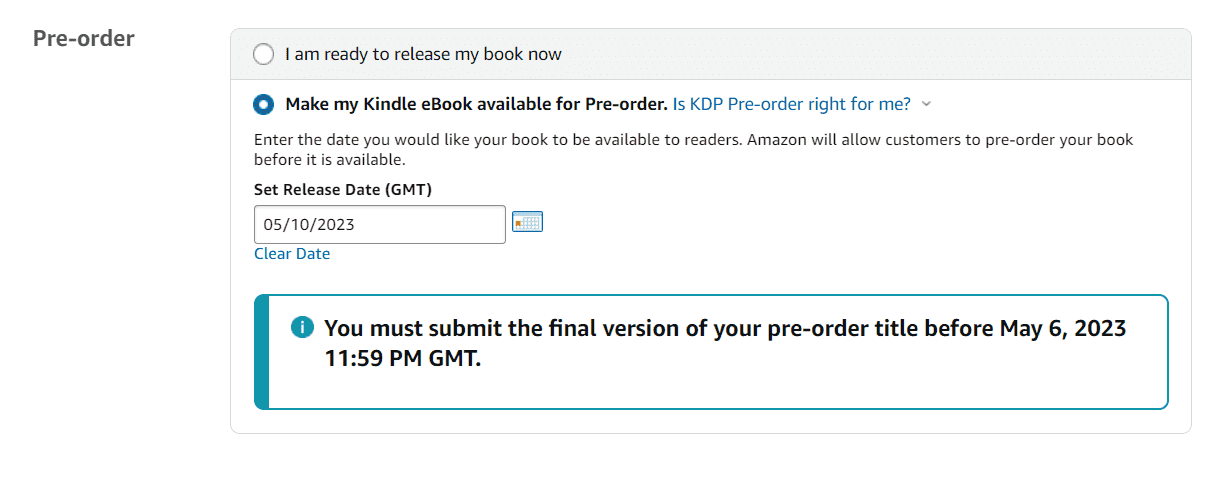 Pre-order
I am ready to release my book now
Make my Kindle eBook available for Pre-order. Is KDP Pre-order right for me?
Enter the date you would like your book to be available to readers. Amazon will allow customers to pre-order your book
before it is available.
Set Release Date (GMT)
05/10/2023
Clear Date
You must submit the final version of your pre-order title before May 6, 2023
11:59 PM GMT.